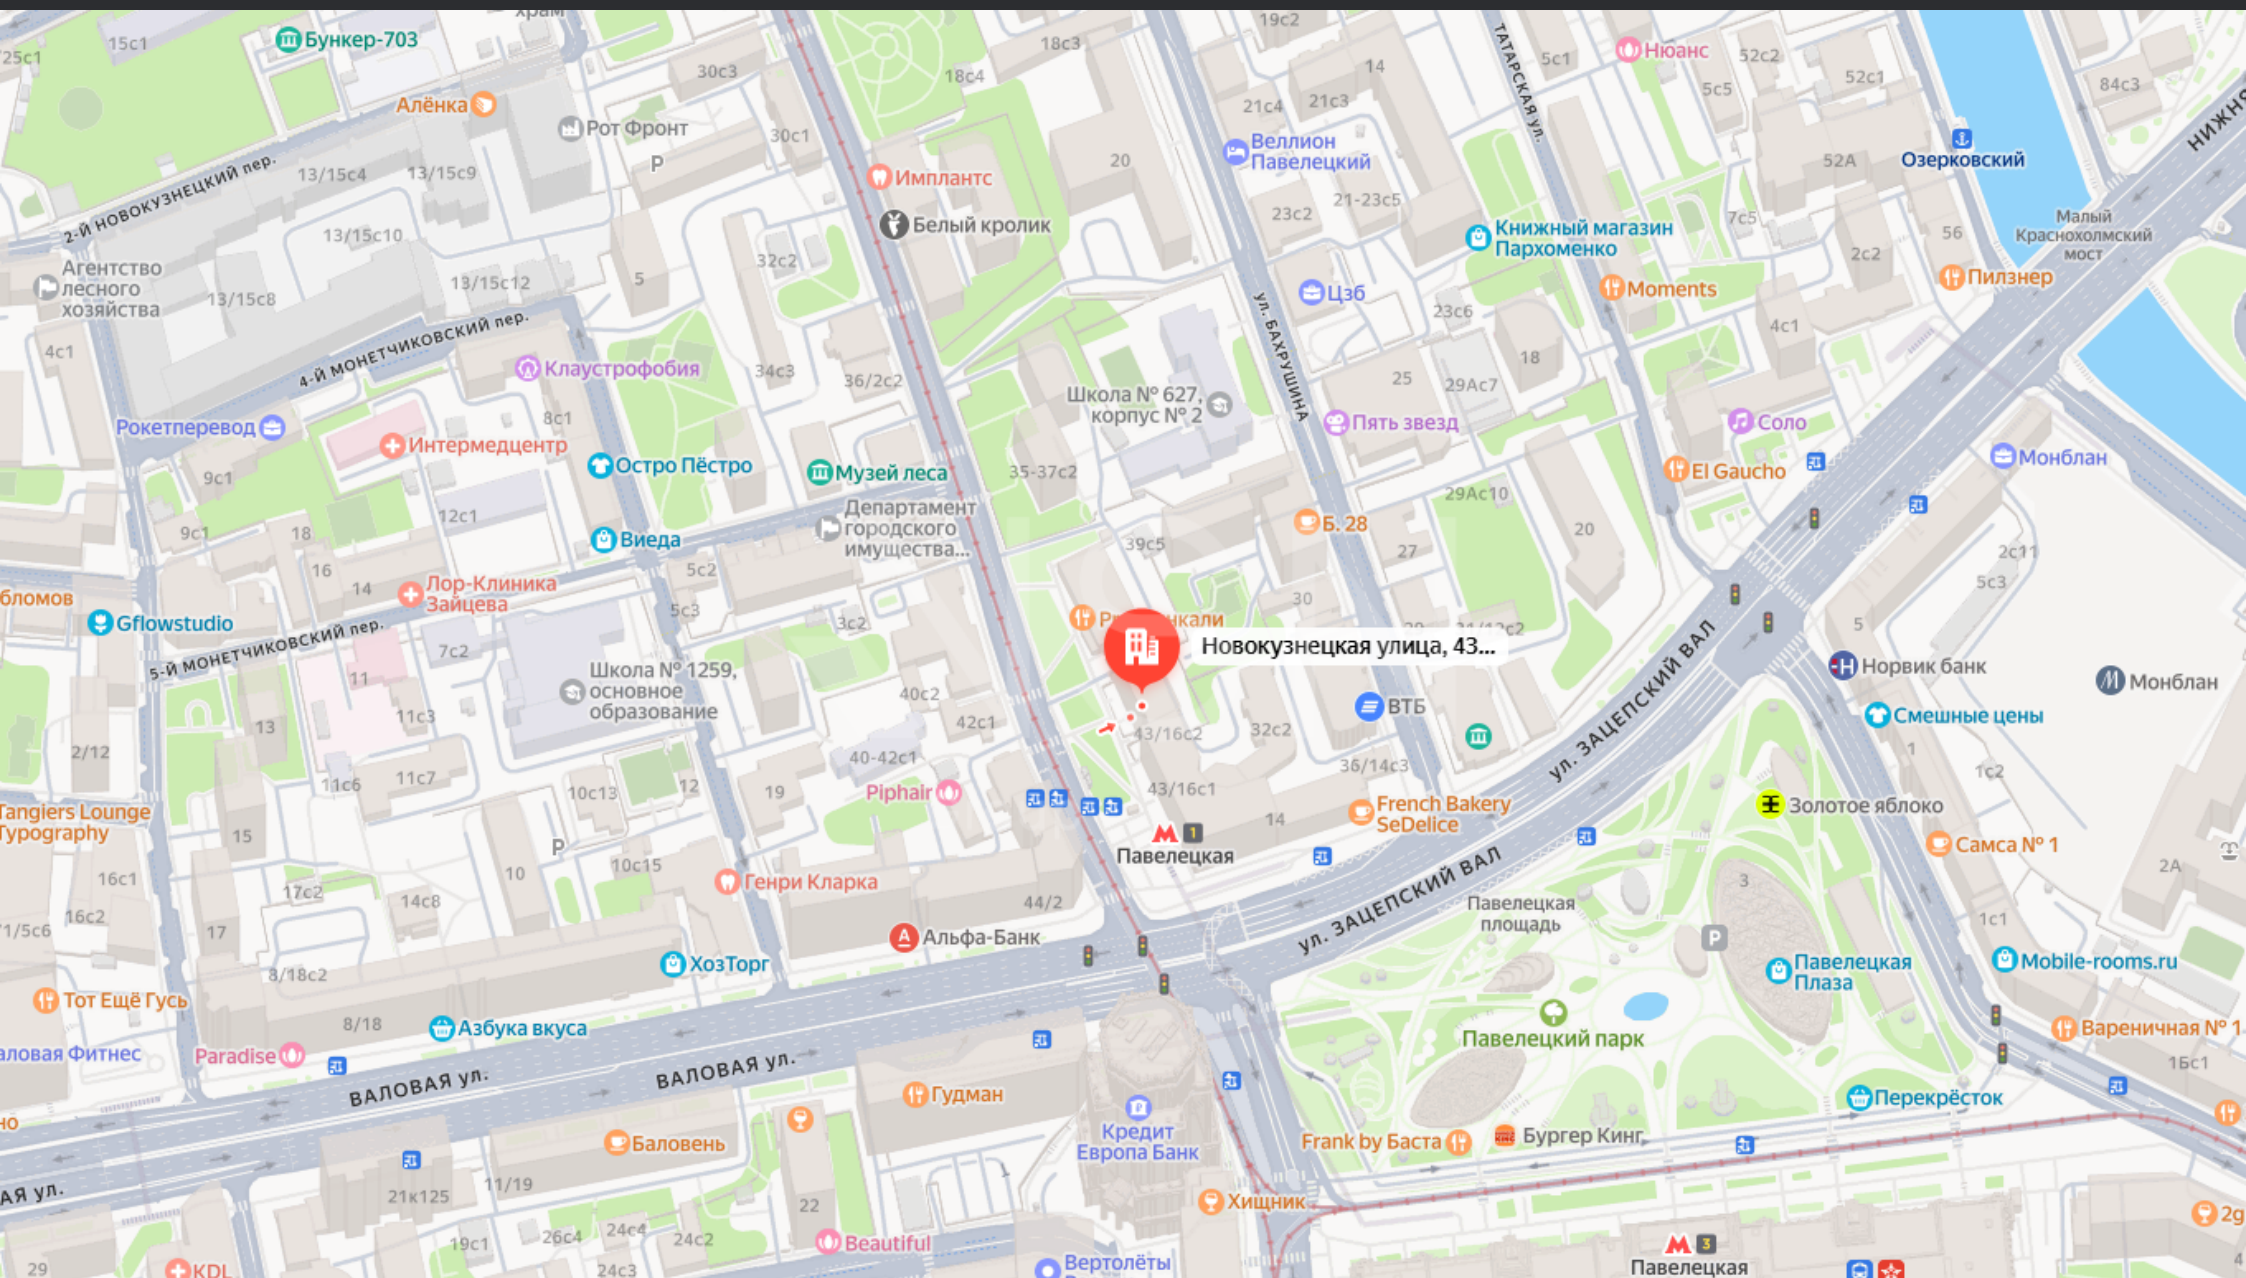 храм
15с1
Бункер-703
25с1
19с2
18с3
18с4
30с3
14
ТАТАРСКАЯ ул.
5с1
Нюанс
52с2
52с1
5с5
84с3
Алёнка
Рот Фронт
30с1
P
21с4
21с3
Веллион
Павелецкий
20
52А
Озерковский
2-Й НОВОКУЗНЕЦКИЙ пер.
13/15с4
13/15с9
Имплантс
Белый кролик
21-23с5
23с2
Книжный магазин
Пархоменко
7с5
56
Малый
Краснохолмский
мост
13/15с10
Агентство
лесного
хозяйства
13/15с8
13/15с12
5
32с2
Цзб
Moments
2с2
Пилзнер
23с6
4с1
4с1
4-Й МОНЕТЧИКОВСКИЙ пер.
Клаустрофобия
34с3
36/2с2
ул. БАХРУШИНА
18
25
29Ас7
Школа № 627,
корпус № 2
Рокетперевод
8с1
Интермедцентр
Пять звезд
Соло
Монблан
Остро Пёстро
Музей леса
35-37с2
El Gaucho
9с1
12с1
29Ас10
Департамент
городского
имущества...
9с1
18
Виеда
39с5
Б. 28
27
20
2с11
16
14
Лор-Клиника
Зайцева
5с2
5с3
5с3
бломов
Gflowstudio
30
3с2
5
5-Й МОНЕТЧИКОВСКИЙ пер.
7с2
Новокузнецкая улица, 43...
Школа № 1259,
основное
образование
11
40с2
42с1
ВТБ
Норвик банк
Монблан
ул. ЗАЦЕПСКИЙ ВАЛ
Смешные цены
13
11с3
43/16с2
32с2
2/12
40-42с1
36/14с3
1
1с2
11с6
11с7
10с13
12
19
Piphair
43/16с1
French Bakery
SeDelice
14
Золотое яблоко
Tangiers Lounge
Typography
15
P
1
Павелецкая
Самса № 1
2А
16с1
17с2
10
10с15
Генри Кларка
ул. ЗАЦЕПСКИЙ ВАЛ
3
14с8
44/2
Павелецкая
площадь
16с2
1/5с6
17
Альфа-Банк
P
1с1
8/18с2
ХозТорг
Павелецкая
Плаза
Mobile-rooms.ru
Тот Ещё Гусь
8/18
Азбука вкуса
Павелецкий парк
Вареничная № 1
аловая Фитнес
Paradise
ВАЛОВАЯ ул.
ВАЛОВАЯ ул.
Гудман
1Бс1
Перекрёсток
но
Кредит
Европа Банк
Баловень
Frank by Баста
Бургер Кинг
АЯ ул.
21к125
11/19
22
Хищник
2g
19с1
26с4
24с4
24с2
Beautiful
3
Павелецкая
29
KDL
24с3
Вертолёты
4